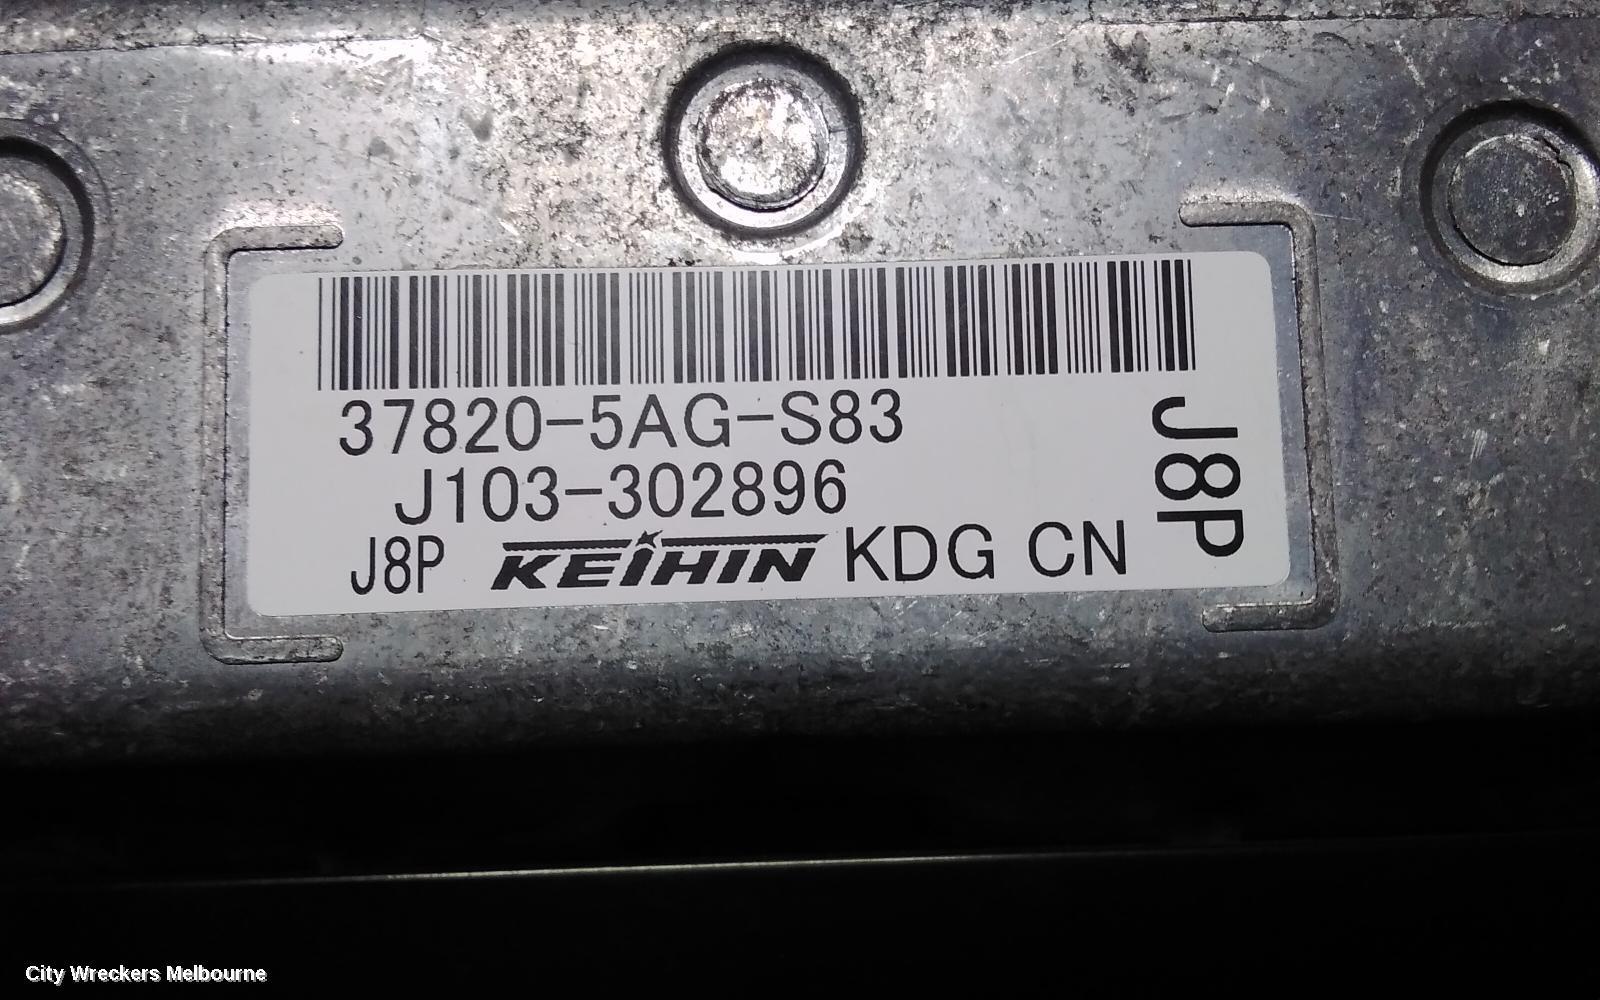 37820-5AG-S83
J103-302896
J8P KEIHIN KDG CN
J8P
City Wreckers Melbourne